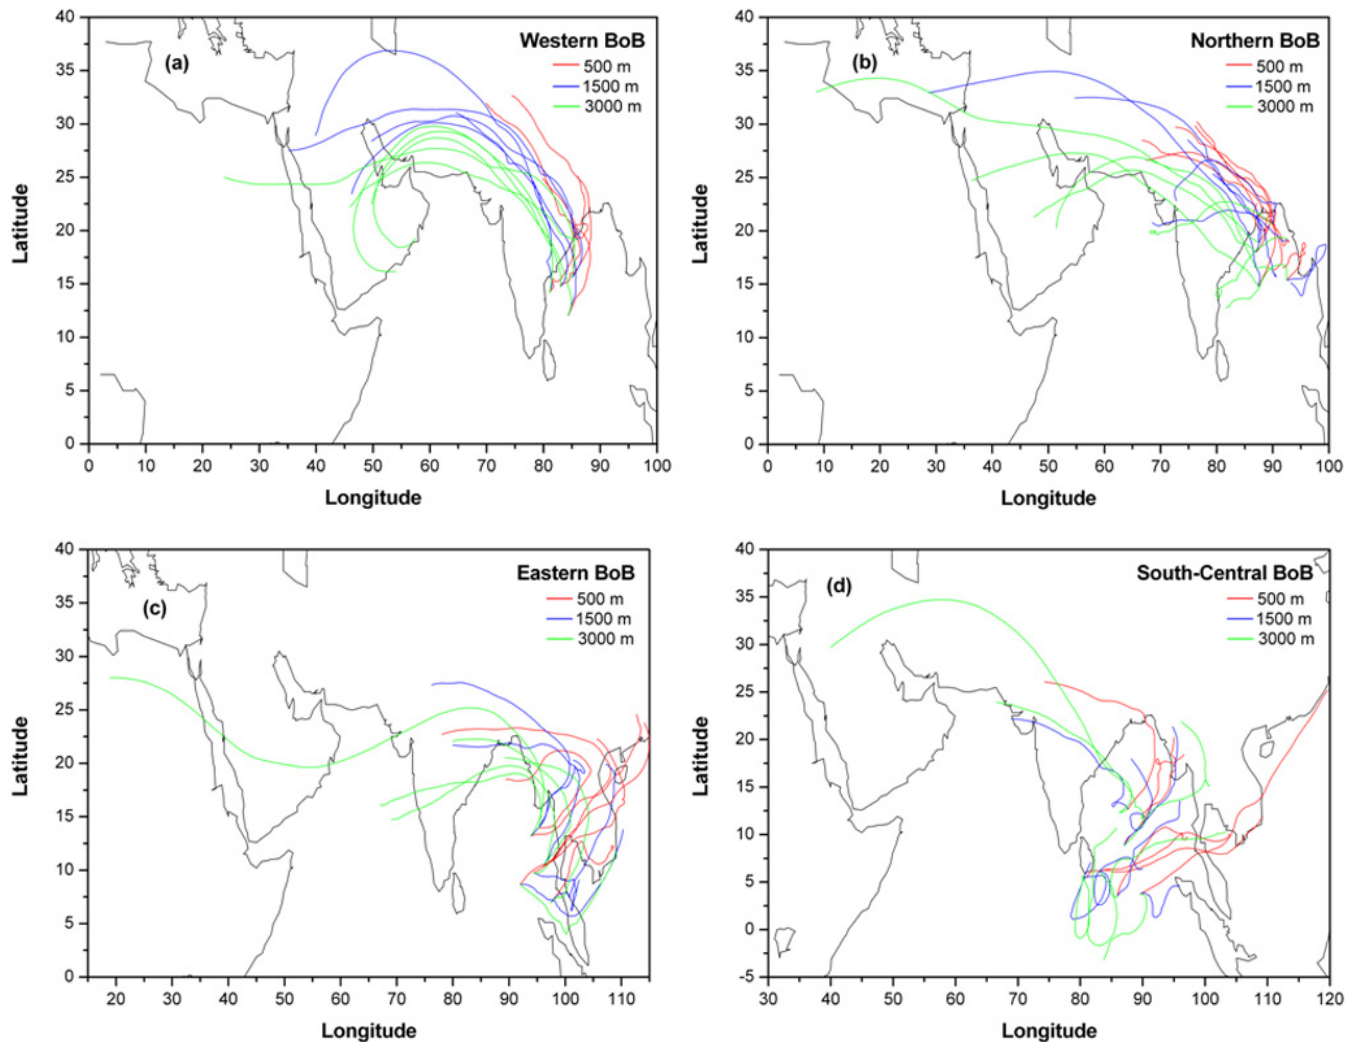 (a)
Western BoB
500 m
1500 m
3000 m
40
35
30
25
20
15
10
5
0
Latitude
0 10 20 30 40 50 60 70 80 90 100
Longitude
(b)
Northern BoB
500 m
1500 m
3000 m
40
35
30
25
20
15
10
5
0
Latitude
0 10 20 30 40 50 60 70 80 90 100
Longitude
(c)
Eastern BoB
500 m
1500 m
3000 m
40
35
30
25
20
15
10
5
0
Latitude
20 30 40 50 60 70 80 90 100 110
Longitude
(d)
South-Central BoB
500 m
1500 m
3000 m
40
35
30
25
20
15
10
5
0
-5
Latitude
30 40 50 60 70 80 90 100 110 120
Longitude